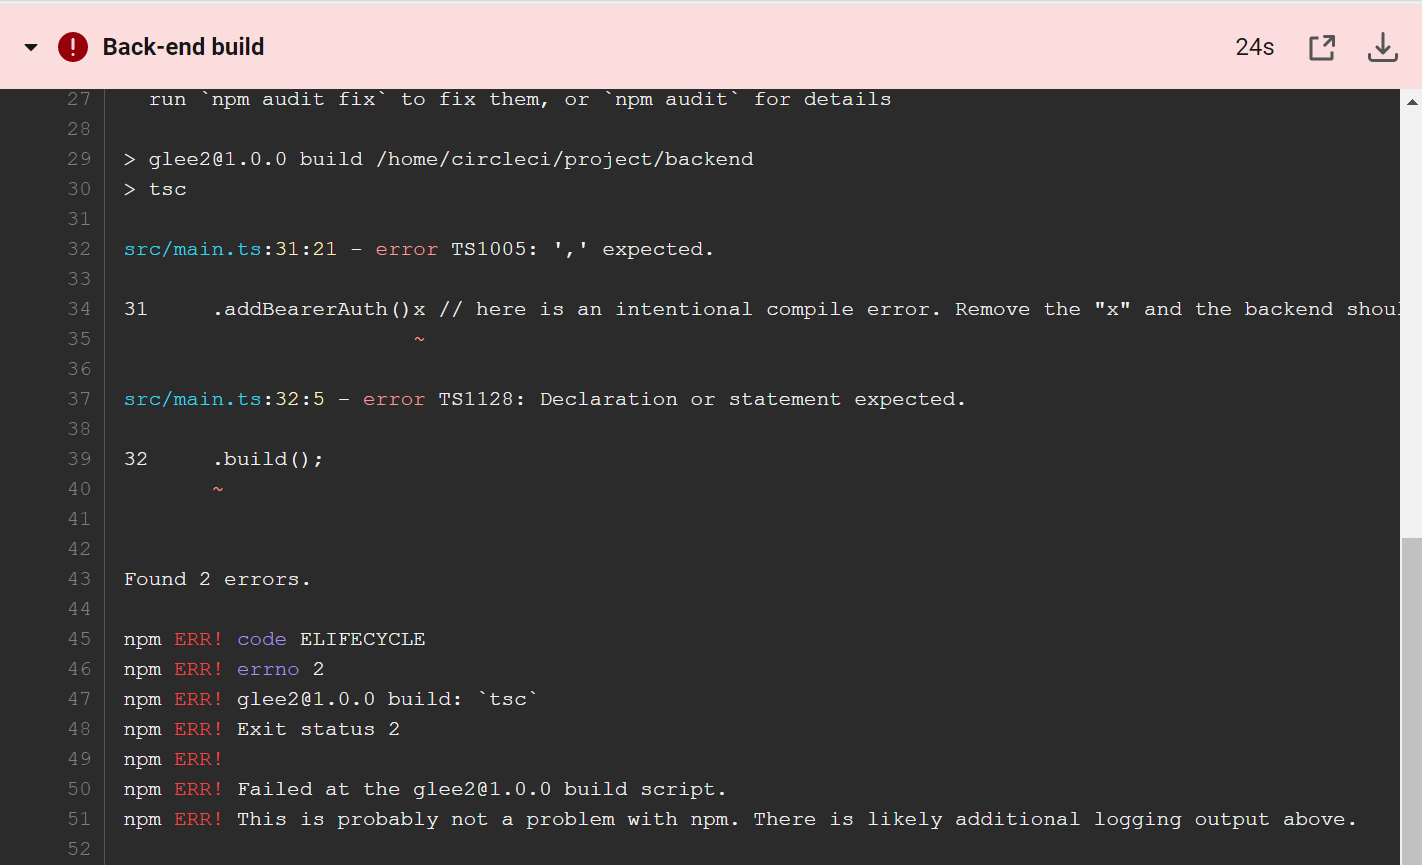 Back-end build 24s
27 run `npm audit fix` to fix them, or `npm audit` for details
28
29 > glee2@1.0.0 build /home/circleci/project/backend
30 > tsc
31
32 src/main.ts:31:21 - error TS1005: ',' expected.
33
34 31 .addBearerAuth()x // here is an intentional compile error. Remove the "x" and the backend
35 ~
36
37 src/main.ts:32:5 - error TS1128: Declaration or statement expected.
38
39 32 .build();
40 ~
41
42
43 Found 2 errors.
44
45 npm ERR! code ELIFECYCLE
46 npm ERR! errno 2
47 npm ERR! glee2@1.0.0 build: `tsc`
48 npm ERR! Exit status 2
49 npm ERR!
50 npm ERR! Failed at the glee2@1.0.0 build script.
51 npm ERR! This is probably not a problem with npm. There is likely additional logging output above.
52